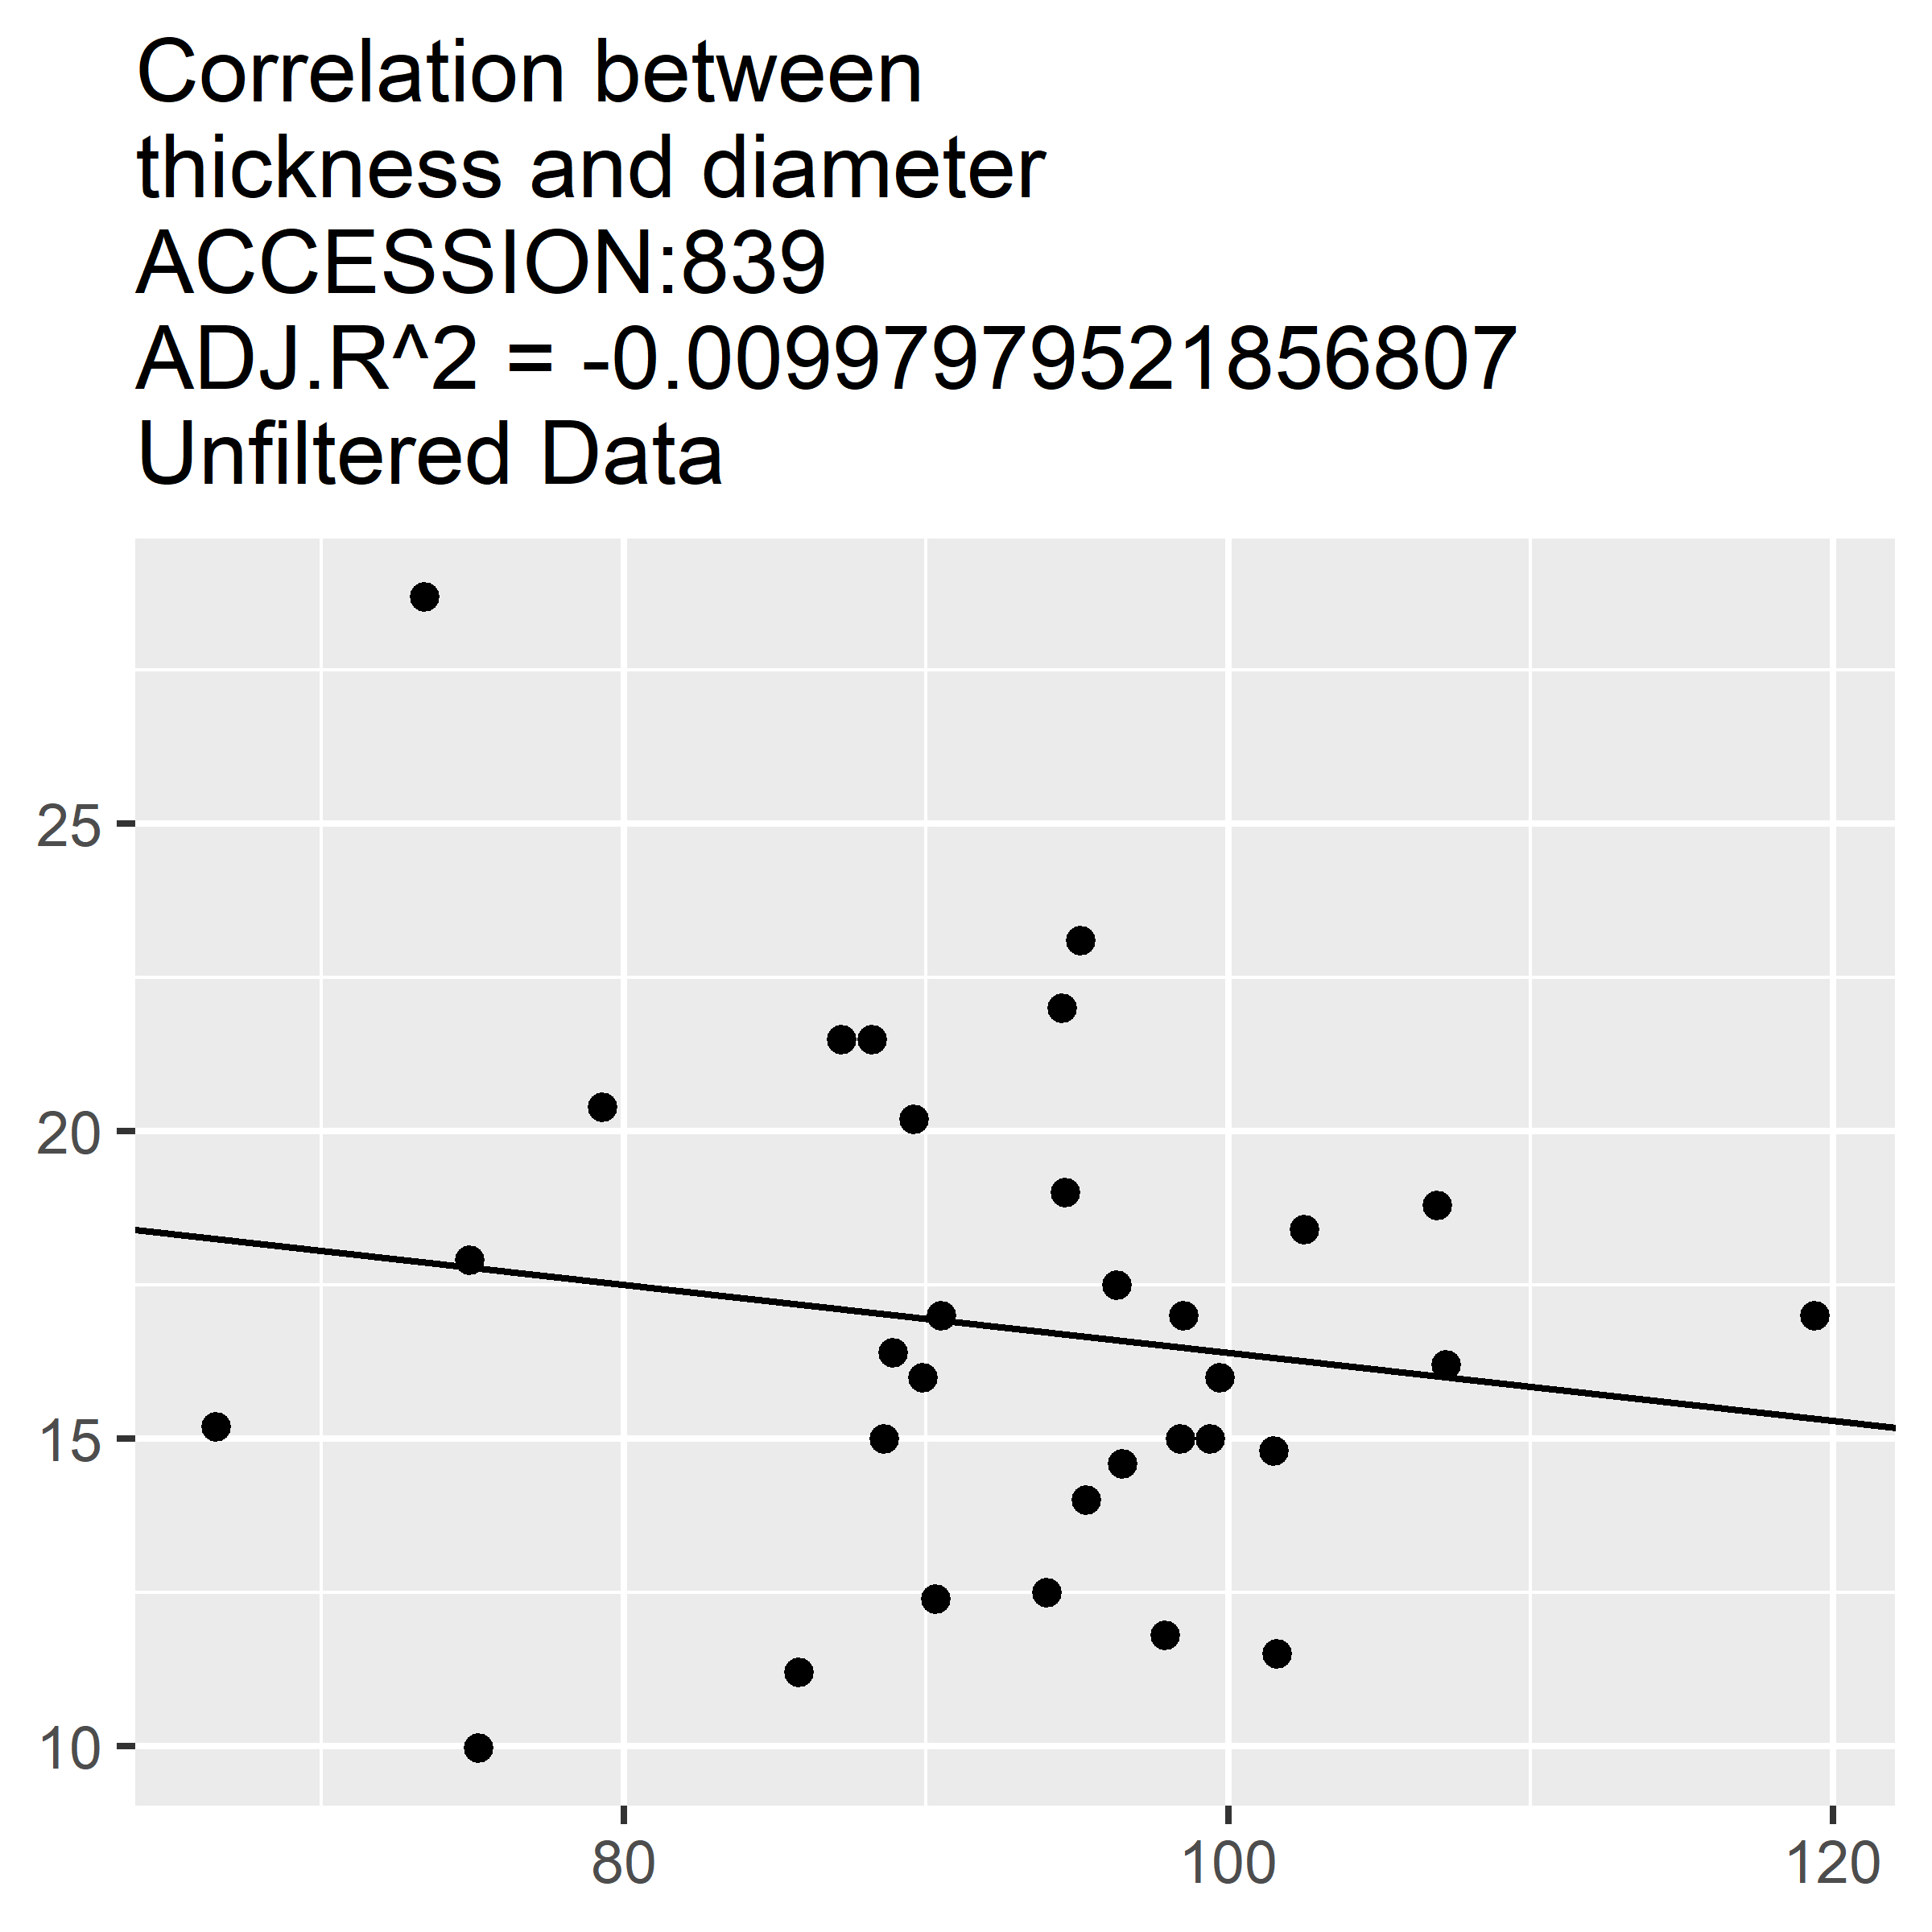 Correlation between
thickness and diameter
ACCESSION:839
ADJ.R^2 = -0.00997979521856807
Unfiltered Data
25
20
15
10
80 100 120